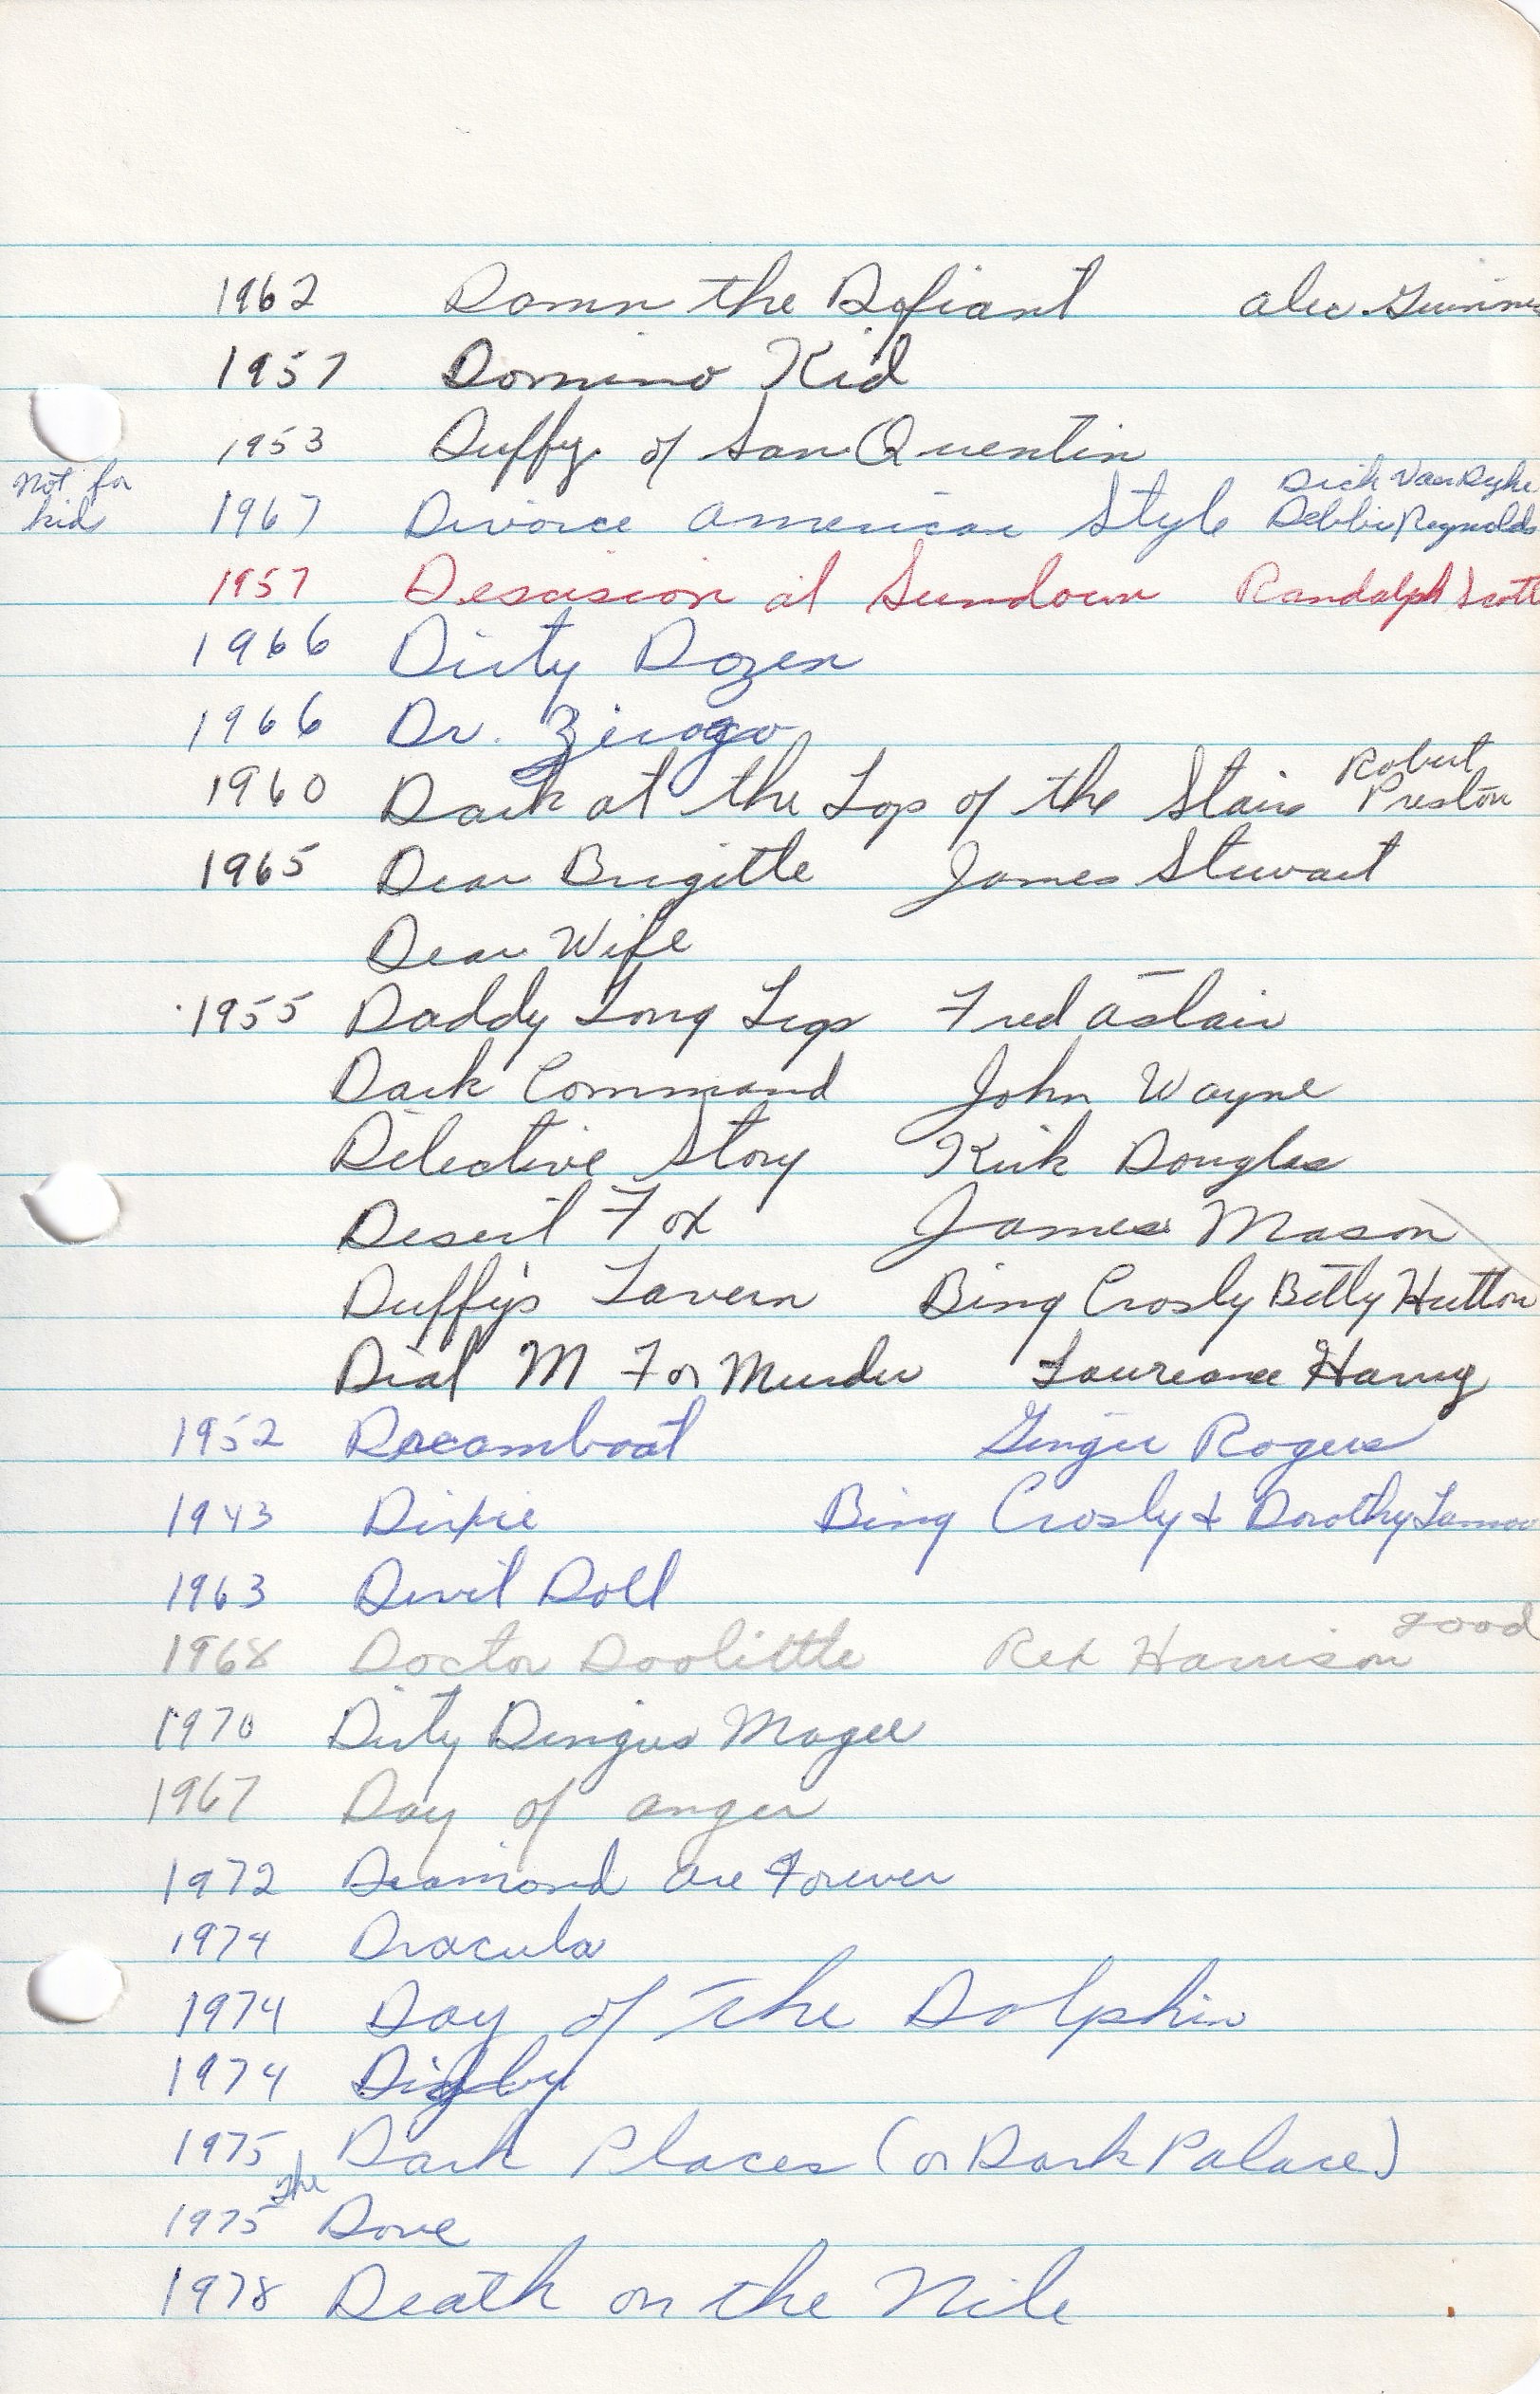 1962 Damn the Defiant alec Guinne
1957 Domino Kid
1953 Duffy of San Quentin
Not for
kid
Dick Van Dyke
1967 Divorce american Style Debbie Reynolds
1957 Descision at Sundown Randolph Scott
1966 Dirty Dozen
1966 Dr. Zivago
Robert
1960 Dark at the Top of the Stairs Preston
1965 Dear Brigitte James Stewart
Dear Wife
1955 Daddy Long Legs Fred astair
Dark Command John Wayne
Detective Story Kirk Douglas
Desert Fox James Mason
Duffy's Tavern Bing Crosby Betty Hutton
Dial M For Murder Laurence Harvey
1952 Dreamboat Ginger Rogers
1943 Dixie Bing Crosby & Dorothy Lamou
1963 Devil Doll
good
1968 Doctor Doolittle Rex Harrison
1970 Dirty Dingus Magee
1967 Day of anger
1972 Diamond are Forever
1974 Dracula
1974 Day of The Dolphin
1974 Digby
1975 Dark Places (or Dark Palace)
The
1975 Dove
1978 Death on the Nile